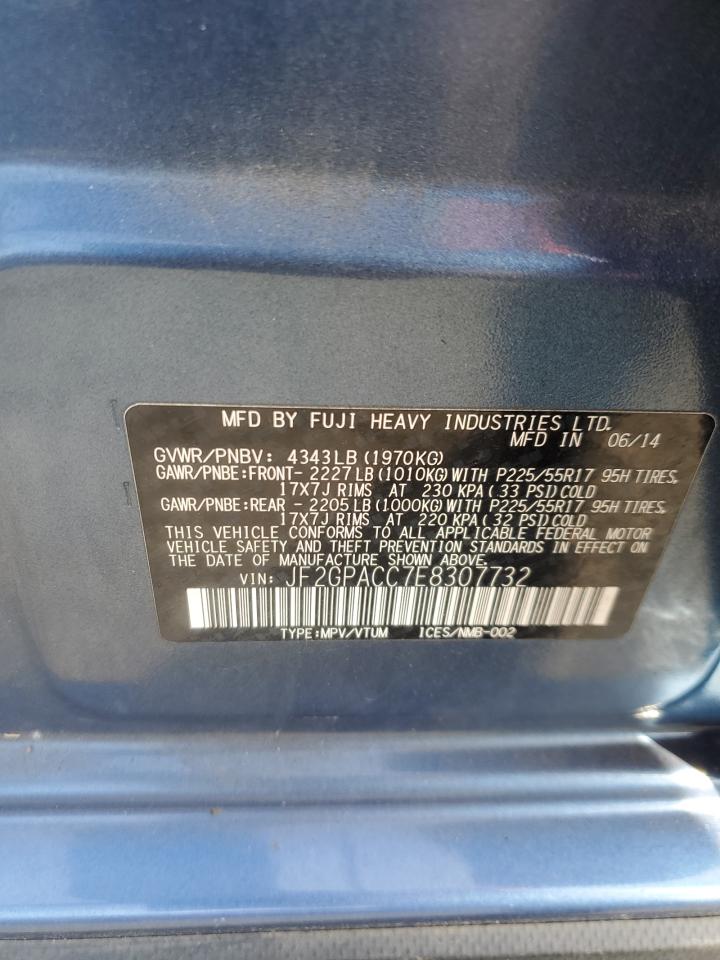 MFD BY FUJI HEAVY INDUSTRIES LTD.
MFD IN 06/14
GVWR/PNBV: 4343LB(1970KG)
GAWR/PNBE:FRONT- 2227LB(1010KG)WITH P225/55R17 95H TIRES,
17X7J RIMS AT 230 KPA( 33 PSI)COLD
GAWR/PNBE:REAR - 2205LB(1000KG)WITH P225/55R17 95H TIRES,
17X7J RIMS AT 220 KPA( 32 PSI)COLD
THIS VEHICLE CONFORMS TO ALL APPLICABLE FEDERAL MOTOR
VEHICLE SAFETY AND THEFT PREVENTION STANDARDS IN EFFECT ON
THE DATE OF MANUFACTURE SHOWN ABOVE.
VIN: JF2GPACC7E8307732
TYPE:MPV/VTUM ICES/NMB-002